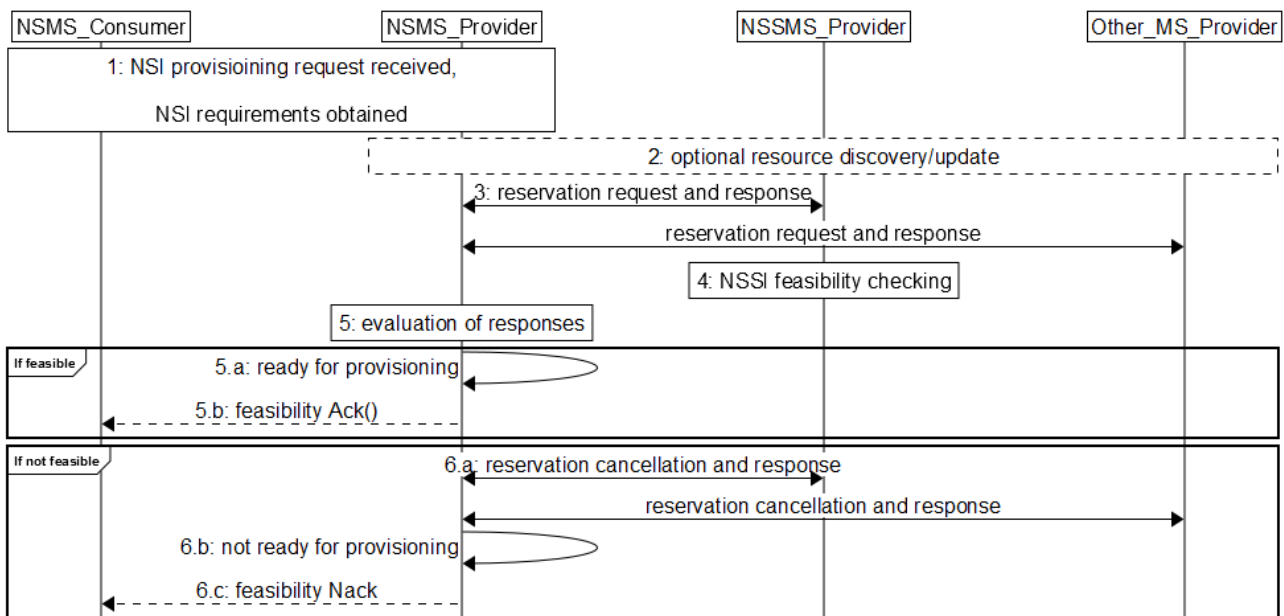 NSMS_Consumer
NSMS_Provider
NSSMS_Provider
Other_MS_Provider
1: NSI provisioining request received,
NSI requirements obtained
2: optional resource discovery/update
3: reservation request and response
reservation request and response
4: NSSI feasibility checking
5: evaluation of responses
If feasible
5.a: ready for provisioning
5.b: feasibility Ack()
If not feasible
6.a: reservation cancellation and response
reservation cancellation and response
6.b: not ready for provisioning
6.c: feasibility Nack